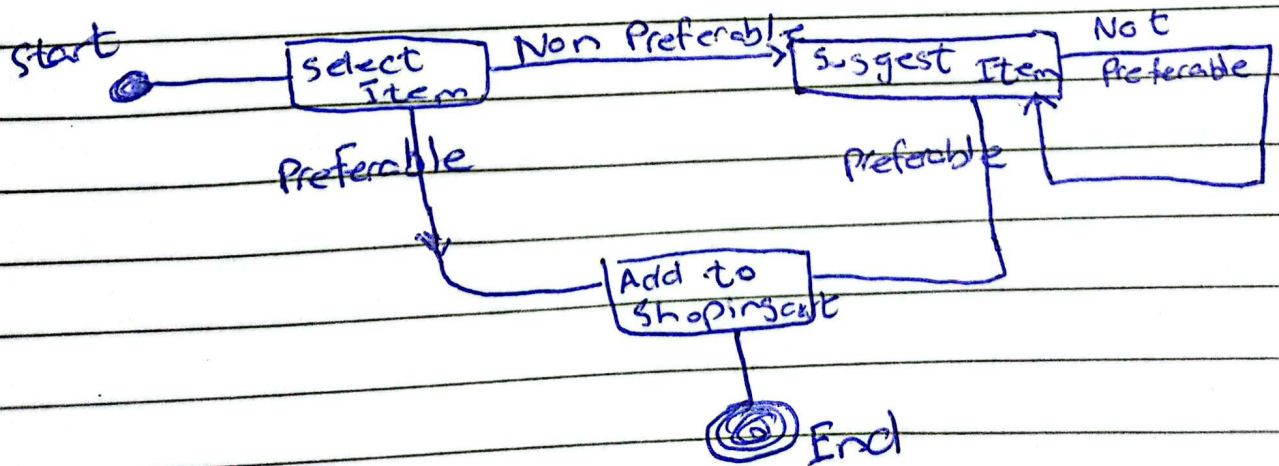 Start
Select
Item
Non Preferable
Suggest Item
Not
Preferable
Preferable
Preferable
Add to
Shopingcart
End